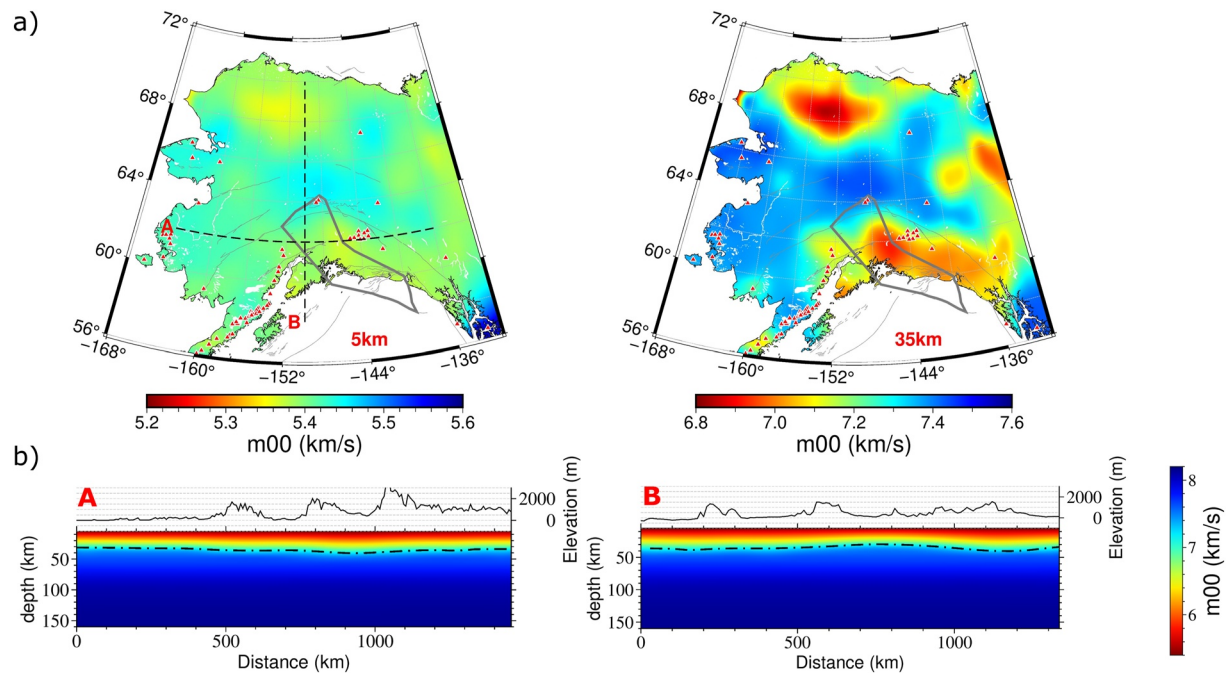 a)
72°
68°
64°
60°
56°
−168°
−160°
−152°
−144°
−136°
A
B
5km
5.2 5.3 5.4 5.5 5.6
m00 (km/s)
72°
68°
64°
60°
56°
−168°
−160°
−152°
−144°
−136°
35km
6.8 7.0 7.2 7.4 7.6
m00 (km/s)
b)
A
2000
0
Elevation (m)
50
100
150
depth (km)
0 500 1000
Distance (km)
B
2000
0
Elevation (m)
50
100
150
depth (km)
0 500 1000
Distance (km)
8
7
6
m00 (km/s)